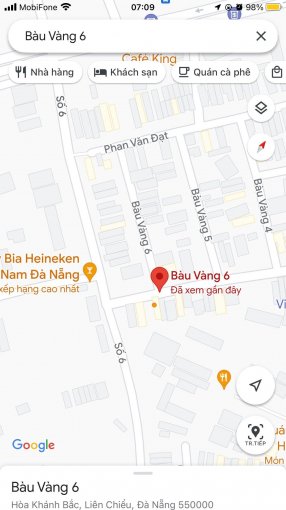 MobiFone
07:09
98%
Bàu Vàng 6
Nhà hàng
Khách sạn
Quán cà phê
Café King
Số 6
Phan Văn Đạt
Bàu Vàng 6
Bàu Vàng 5
Bàu Vàng 4
Bia Heineken
Nam Đà Nẵng
xếp hạng cao nhất
Bàu Vàng 6
Đã xem gần đây
Số 6
TR.TIẾP
Món
Google
Bàu Vàng 6
Hòa Khánh Bắc, Liên Chiểu, Đà Nẵng 550000